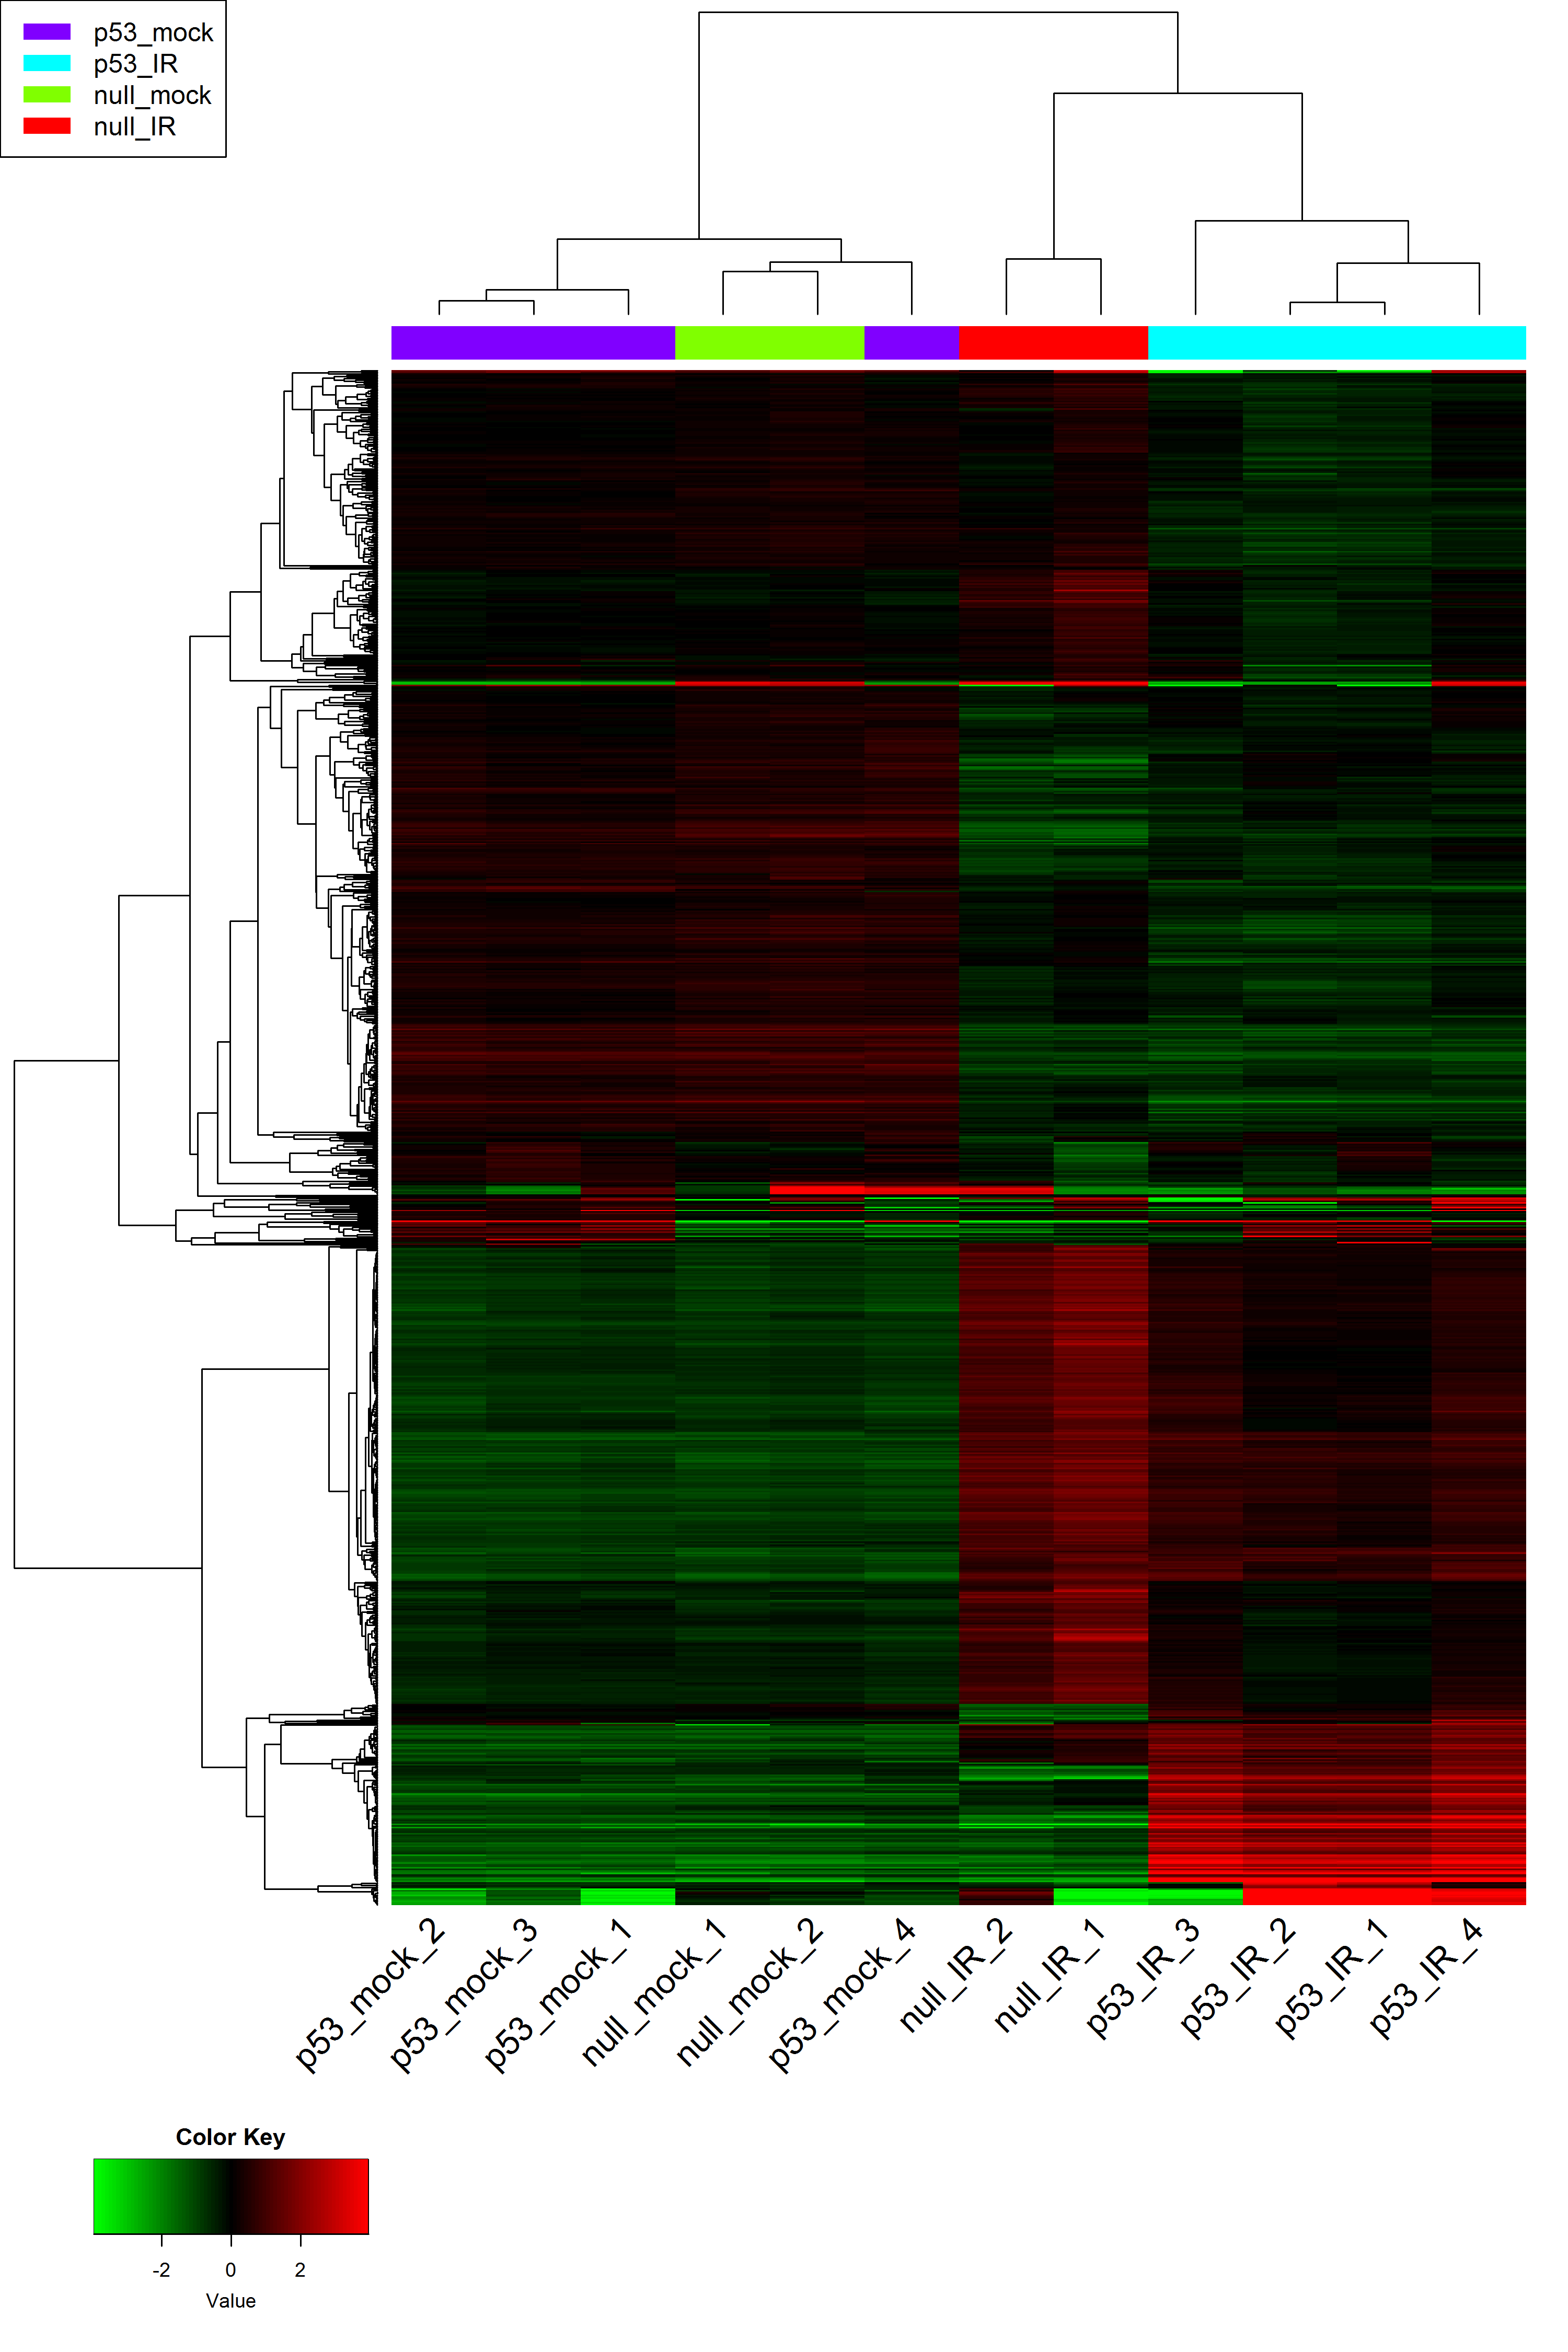 p53_mock
p53_IR
null_mock
null_IR
p53_mock_2
p53_mock_3
p53_mock_1
null_mock_1
null_mock_2
p53_mock_4
null_IR_2
null_IR_1
p53_IR_3
p53_IR_2
p53_IR_1
p53_IR_4
Color Key
-2 0 2
Value